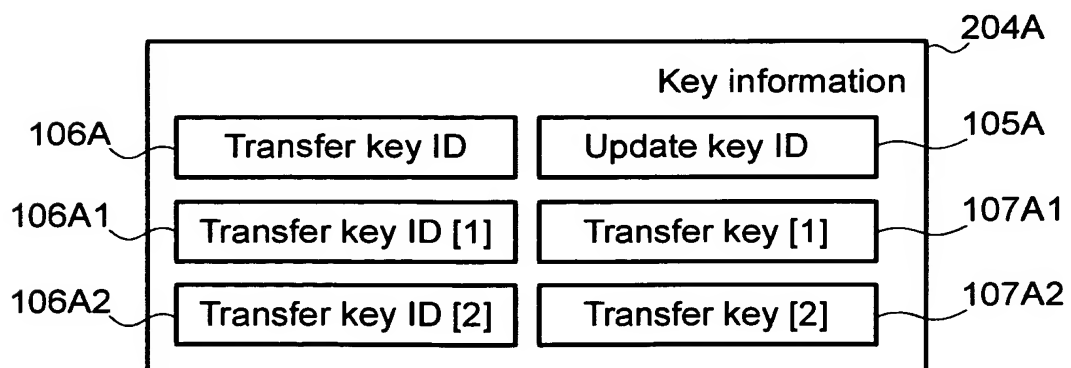 204A
Key information
106A Transfer key ID Update key ID 105A
106A1 Transfer key ID [1] Transfer key [1] 107A1
106A2 Transfer key ID [2] Transfer key [2] 107A2